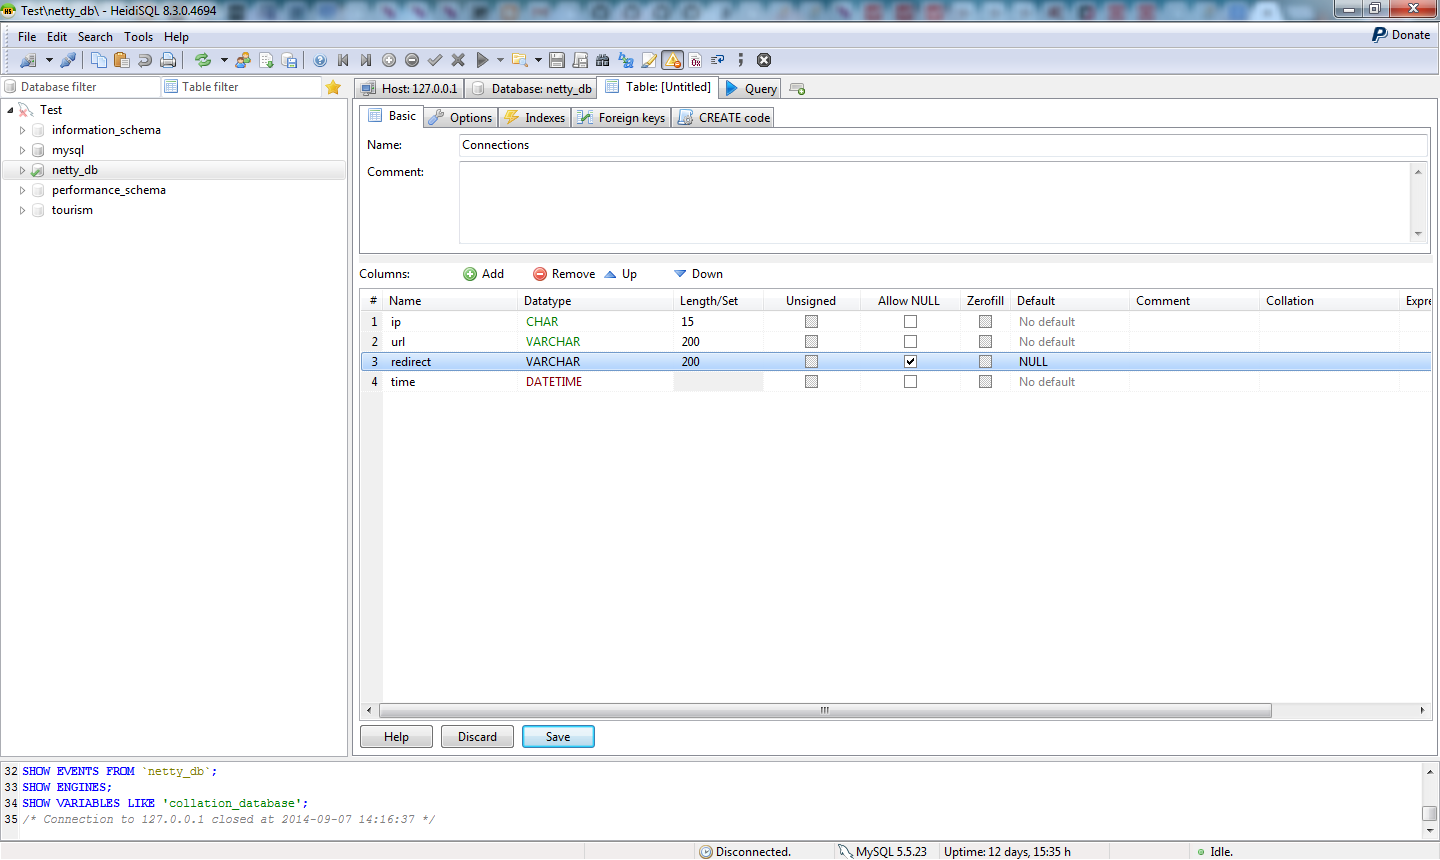 Test\netty_db\ - HeidiSQL 8.3.0.4694
File Edit Search Tools Help
Donate
Database filter
Table filter
Test
information_schema
mysql
netty_db
performance_schema
tourism
Host: 127.0.0.1
Database: netty_db
Table: [Untitled]
Query
Basic
Options
Indexes
Foreign keys
CREATE code
Name:
Connections
Comment:
Columns:
Add
Remove
Up
Down
# Name Datatype Length/Set Unsigned Allow NULL Zerofill Default Comment Collation Expre
1 ip CHAR 15 No default
2 url VARCHAR 200 No default
3 redirect VARCHAR 200 NULL
4 time DATETIME No default
Help
Discard
Save
32 SHOW EVENTS FROM `netty_db`;
33 SHOW ENGINES;
34 SHOW VARIABLES LIKE 'collation_database';
35 /* Connection to 127.0.0.1 closed at 2014-09-07 14:16:37 */
Disconnected.
MySQL 5.5.23
Uptime: 12 days, 15:35 h
Idle.